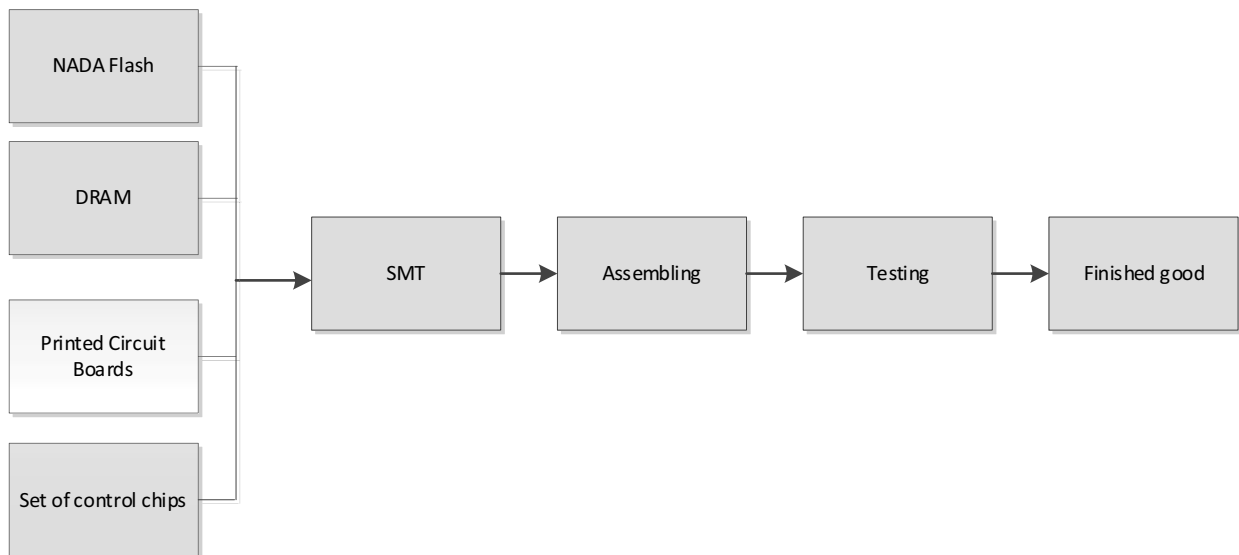 NADA Flash
DRAM
Printed Circuit
Boards
Set of control chips
SMT
Assembling
Testing
Finished good